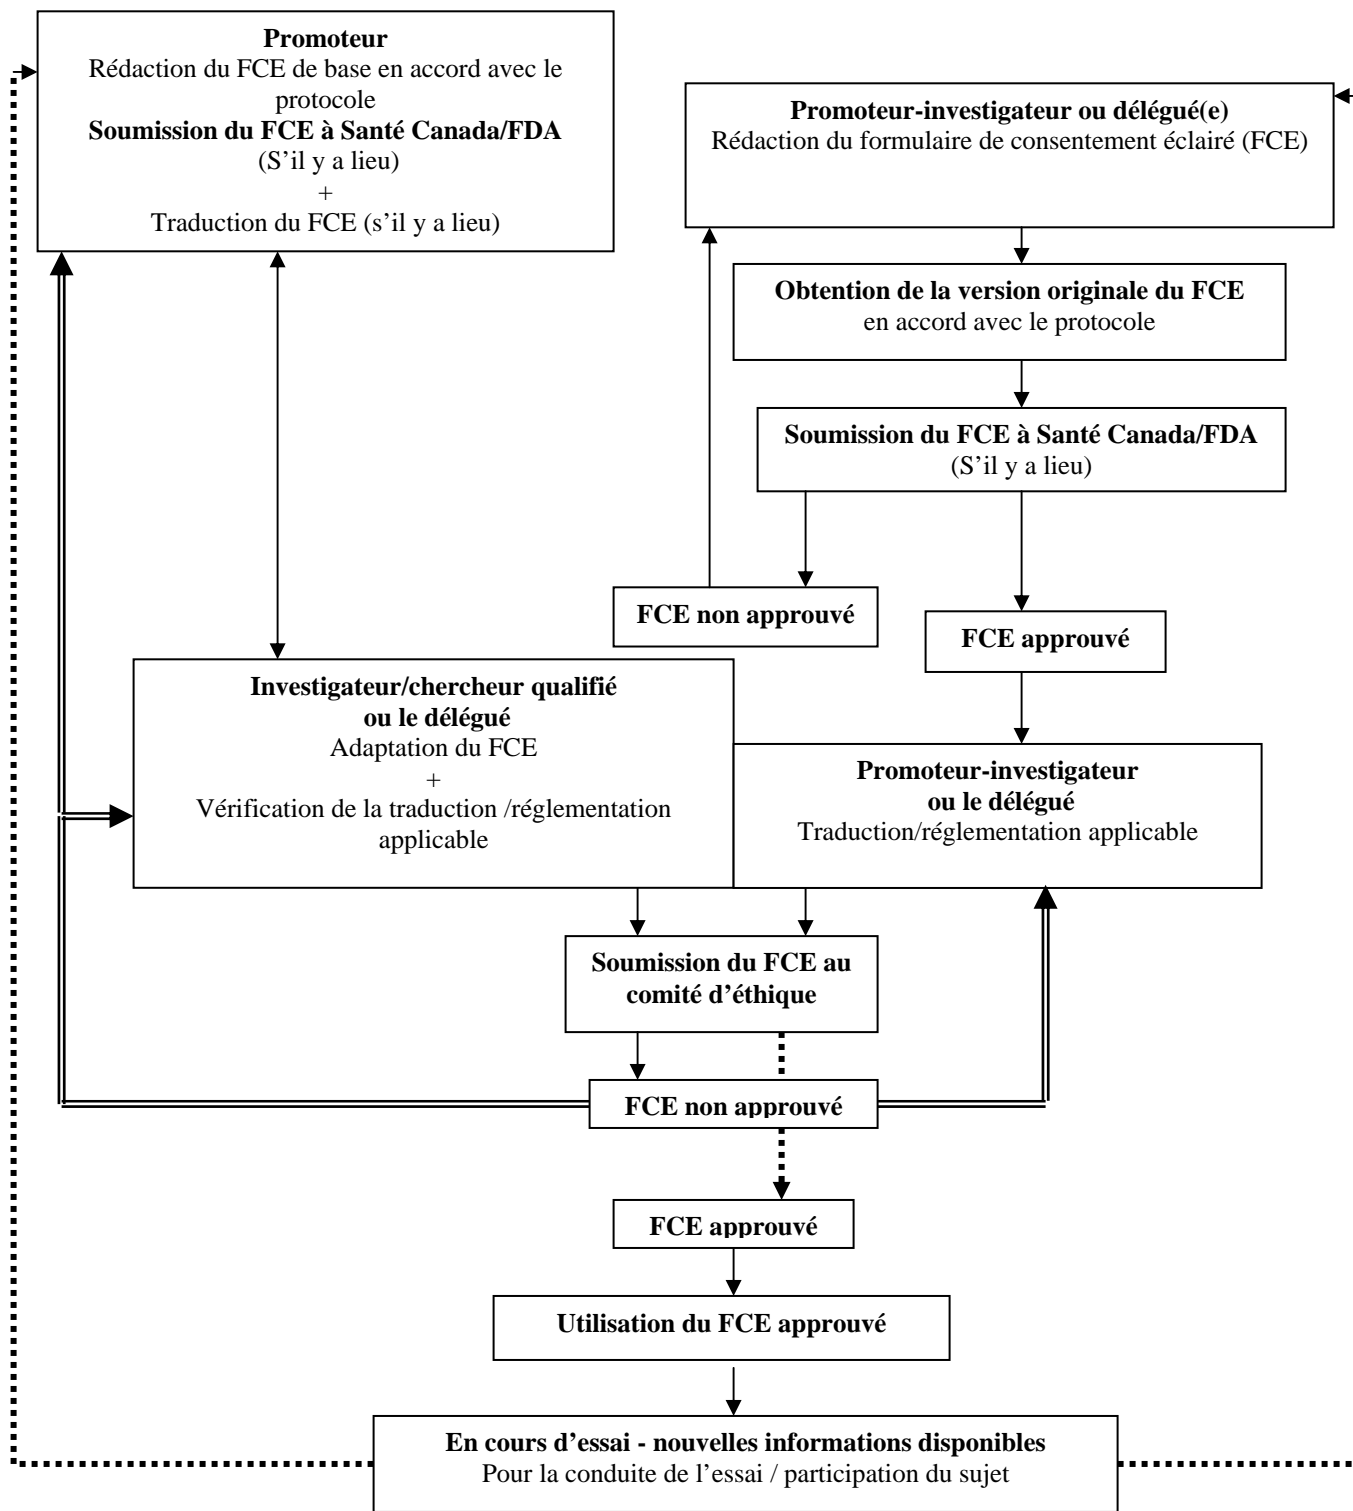 Promoteur
Rédaction du FCE de base en accord avec le
protocole
Soumission du FCE à Santé Canada/FDA
(S’il y a lieu)
+
Traduction du FCE (s’il y a lieu)
Promoteur-investigateur ou délégué(e)
Rédaction du formulaire de consentement éclairé (FCE)
Obtention de la version originale du FCE
en accord avec le protocole
Soumission du FCE à Santé Canada/FDA
(S’il y a lieu)
FCE non approuvé
FCE approuvé
Investigateur/chercheur qualifié
ou le délégué
Adaptation du FCE
+
Vérification de la traduction /réglementation
applicable
Promoteur-investigateur
ou le délégué
Traduction/réglementation applicable
Soumission du FCE au
comité d’éthique
FCE non approuvé
FCE approuvé
Utilisation du FCE approuvé
En cours d’essai - nouvelles informations disponibles
Pour la conduite de l’essai / participation du sujet